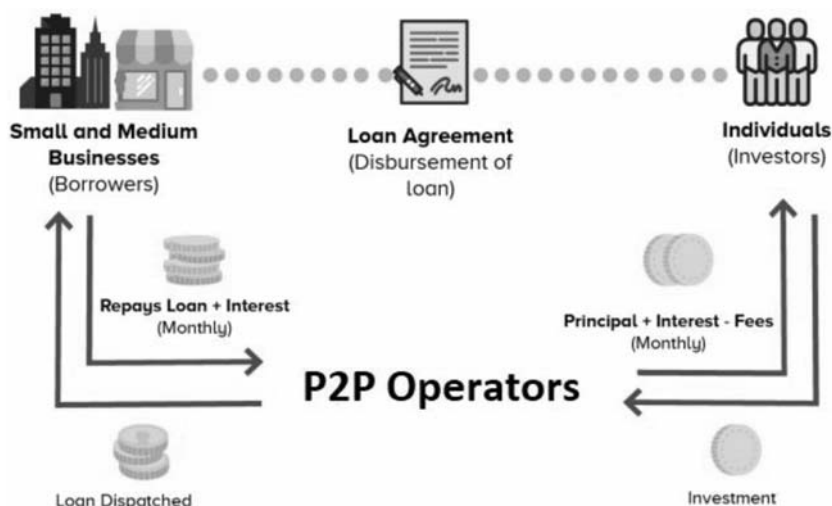 Small and Medium
Businesses
(Borrowers)
Loan Agreement
(Disbursement of
loan)
Individuals
(Investors)
Repays Loan + Interest
(Monthly)
Principal + Interest - Fees
(Monthly)
P2P Operators
Loan Dispatched
Investment